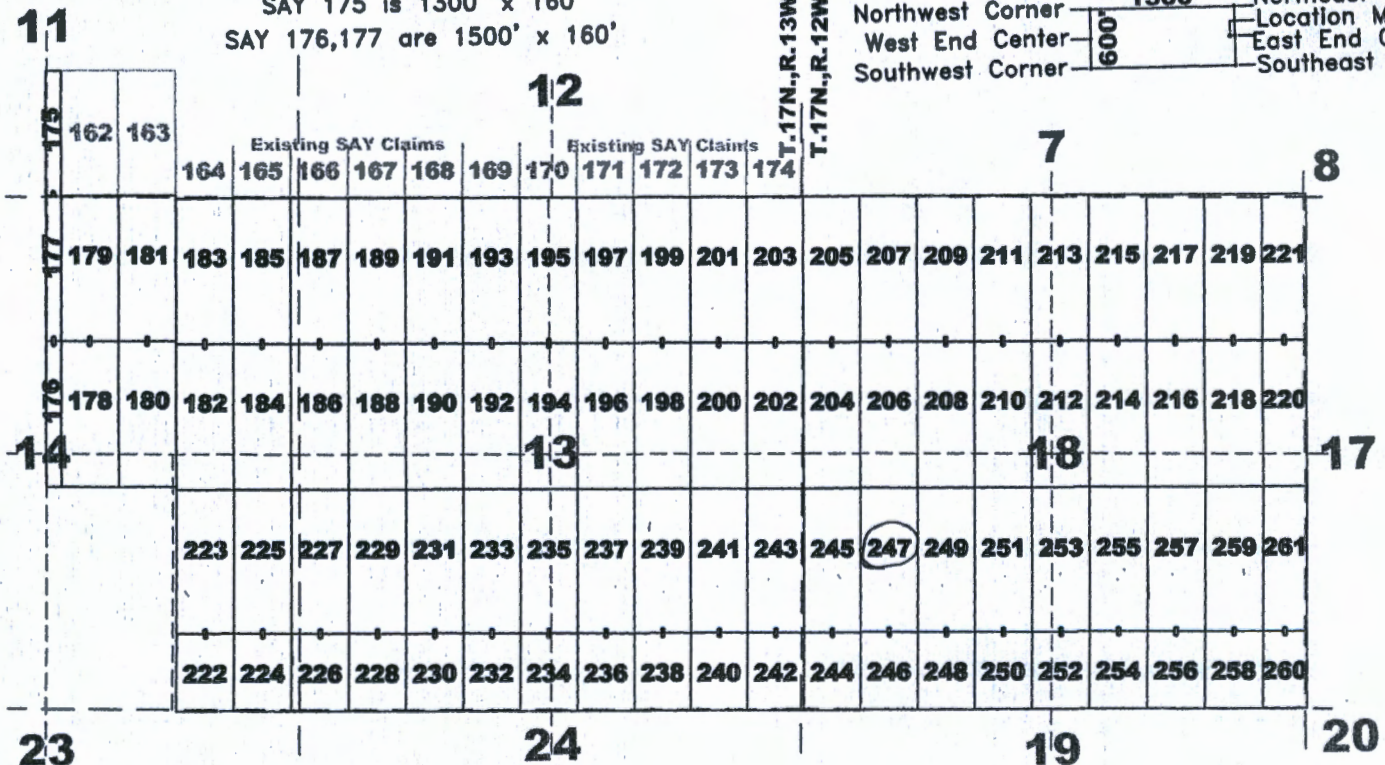 SAY 175 is 1300' x 160'
SAY 176,177 are 1500' x 160'
1500'
600'
Northwest Corner
West End Center
Southwest Corner
Location
East End
Southeast
T.17N.,R.13W
T.17N.,R.12W
11
12
7
8
Existing SAY Claims
Existing SAY Claims
175 162 163
164 165 166 167 168 169 170 171 172 173 174
177 179 181 183 185 187 189 191 193 195 197 199 201 203 205 207 209 211 213 215 217 219 221
176 178 180 182 184 186 188 190 192 194 196 198 200 202 204 206 208 210 212 214 216 218 220
14 13 18 17
223 225 227 229 231 233 235 237 239 241 243 245 247 249 251 253 255 257 259 261
222 224 226 228 230 232 234 236 238 240 242 244 246 248 250 252 254 256 258 260
23 24 19 20